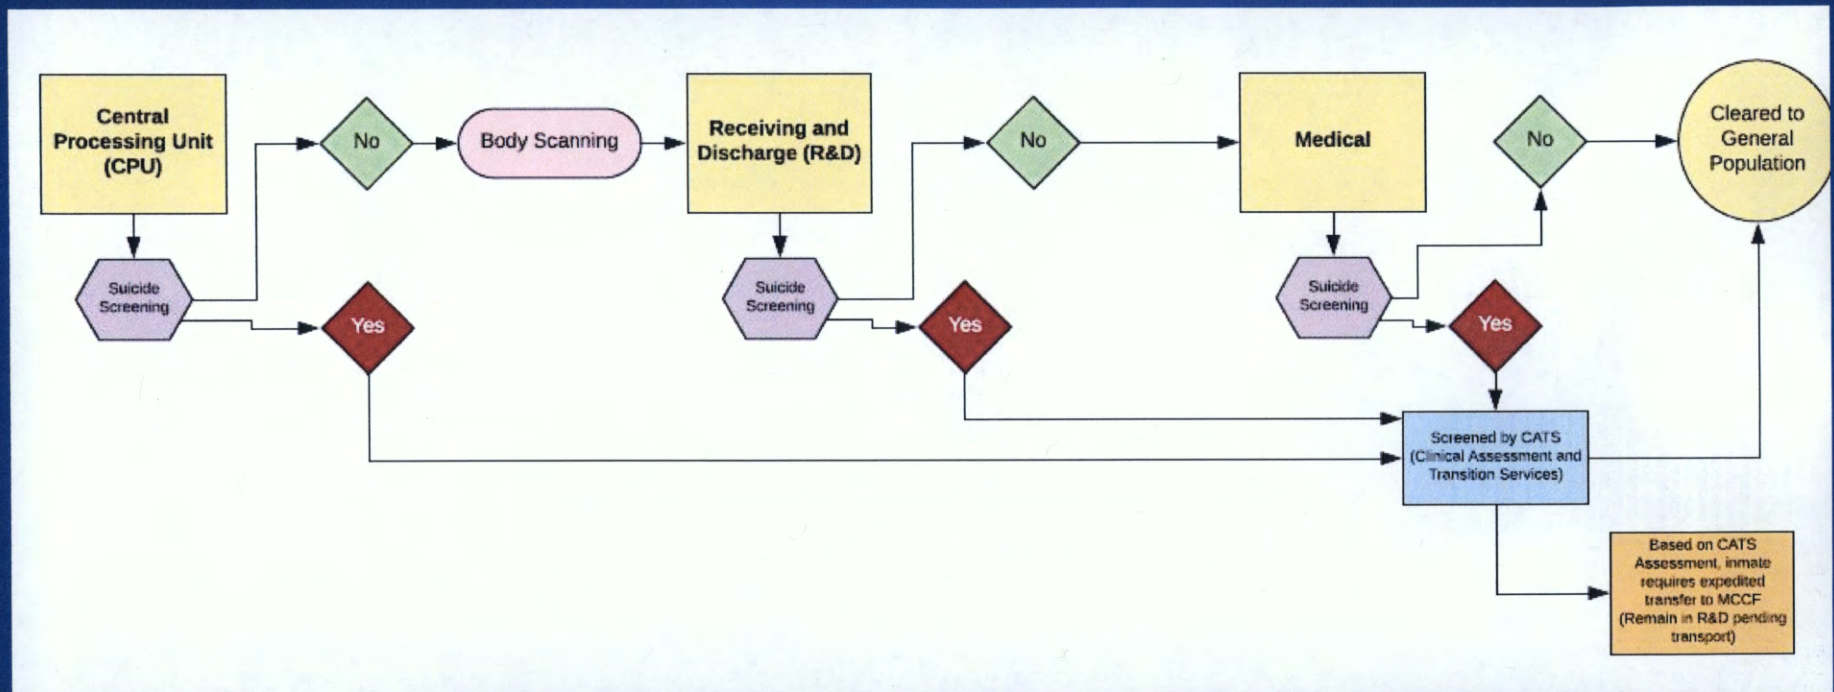 Central
Processing Unit
(CPU)
No
Body Scanning
Receiving and
Discharge (R&D)
No
Medical
No
Cleared to
General
Population
Suicide
Screening
Yes
Suicide
Screening
Yes
Suicide
Screening
Yes
Screened by CATS
(Clinical Assessment and
Transition Services)
Based on CATS
Assessment, inmate
requires expedited
transfer to MCCF
(Remain in R&D pending
transport)